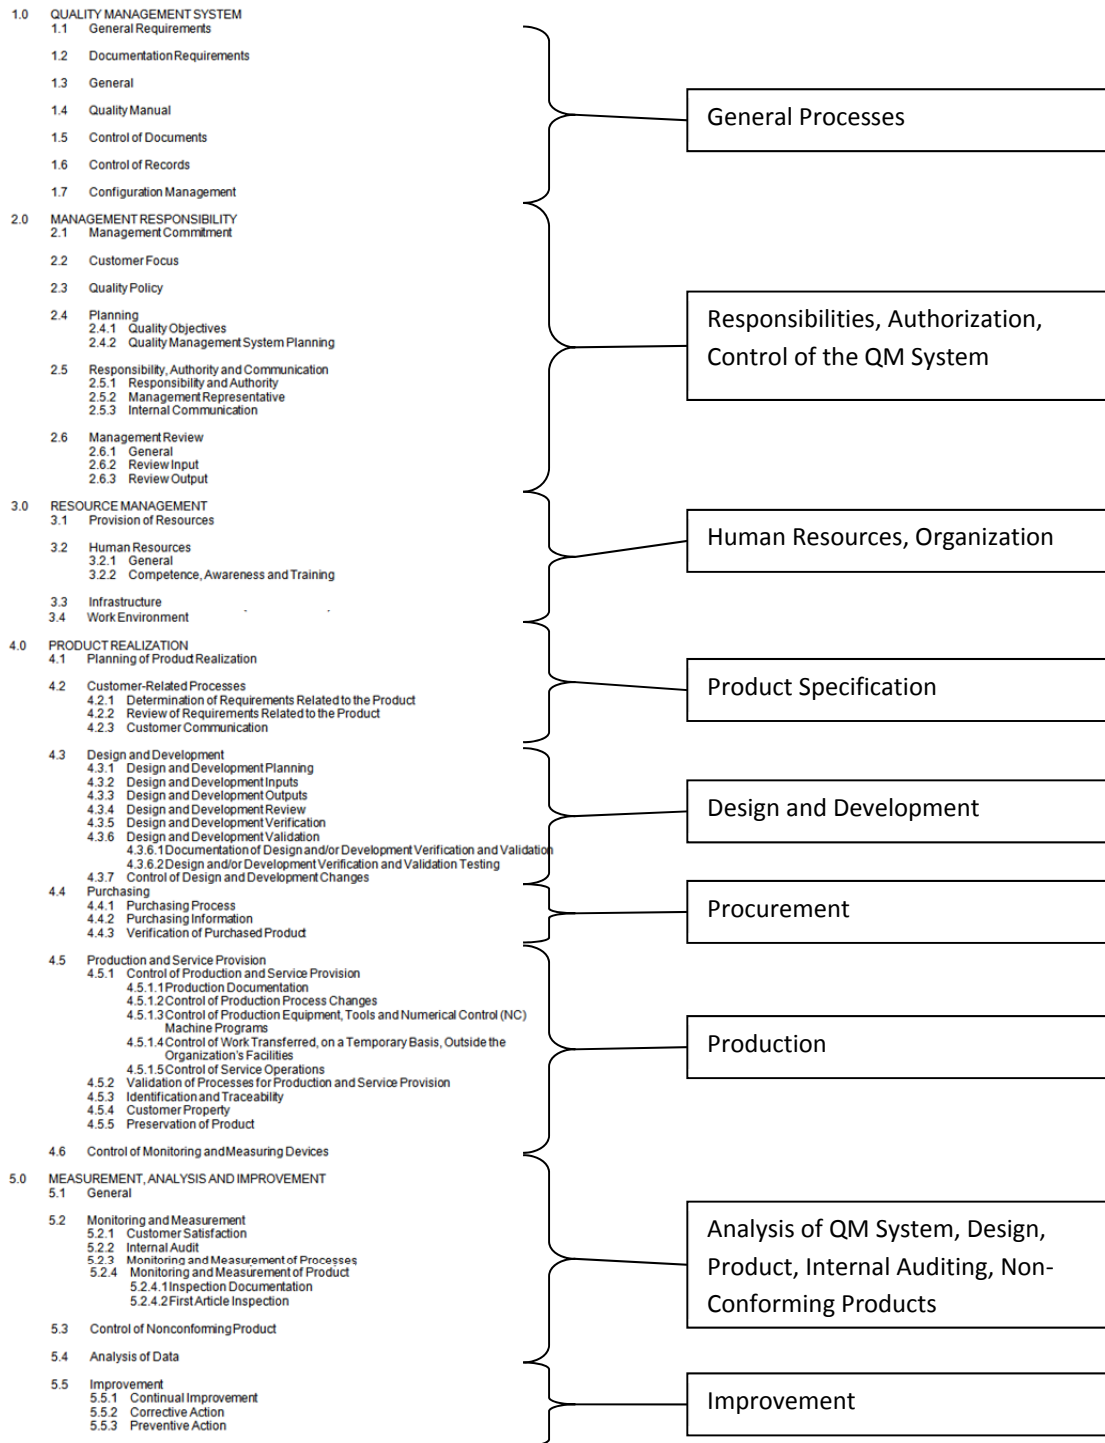 1.0 QUALITY MANAGEMENT SYSTEM
1.1 General Requirements
1.2 Documentation Requirements
1.3 General
1.4 Quality Manual
1.5 Control of Documents
1.6 Control of Records
1.7 Configuration Management
General Processes
2.0 MANAGEMENT RESPONSIBILITY
2.1 Management Commitment
2.2 Customer Focus
2.3 Quality Policy
2.4 Planning
2.4.1 Quality Objectives
2.4.2 Quality Management System Planning
2.5 Responsibility, Authority and Communication
2.5.1 Responsibility and Authority
2.5.2 Management Representative
2.5.3 Internal Communication
2.6 Management Review
2.6.1 General
2.6.2 Review Input
2.6.3 Review Output
Responsibilities, Authorization,
Control of the QM System
3.0 RESOURCE MANAGEMENT
3.1 Provision of Resources
3.2 Human Resources
3.2.1 General
3.2.2 Competence, Awareness and Training
3.3 Infrastructure
3.4 Work Environment
Human Resources, Organization
4.0 PRODUCT REALIZATION
4.1 Planning of Product Realization
4.2 Customer-Related Processes
4.2.1 Determination of Requirements Related to the Product
4.2.2 Review of Requirements Related to the Product
4.2.3 Customer Communication
Product Specification
4.3 Design and Development
4.3.1 Design and Development Planning
4.3.2 Design and Development Inputs
4.3.3 Design and Development Outputs
4.3.4 Design and Development Review
4.3.5 Design and Development Verification
4.3.6 Design and Development Validation
4.3.6.1 Documentation of Design and/or Development Verification and Validation
4.3.6.2 Design and/or Development Verification and Validation Testing
4.3.7 Control of Design and Development Changes
Design and Development
4.4 Purchasing
4.4.1 Purchasing Process
4.4.2 Purchasing Information
4.4.3 Verification of Purchased Product
Procurement
4.5 Production and Service Provision
4.5.1 Control of Production and Service Provision
4.5.1.1 Production Documentation
4.5.1.2 Control of Production Process Changes
4.5.1.3 Control of Production Equipment, Tools and Numerical Control (NC)
Machine Programs
4.5.1.4 Control of Work Transferred, on a Temporary Basis, Outside the
Organization's Facilities
4.5.1.5 Control of Service Operations
4.5.2 Validation of Processes for Production and Service Provision
4.5.3 Identification and Traceability
4.5.4 Customer Property
4.5.5 Preservation of Product
4.6 Control of Monitoring and Measuring Devices
Production
5.0 MEASUREMENT, ANALYSIS AND IMPROVEMENT
5.1 General
5.2 Monitoring and Measurement
5.2.1 Customer Satisfaction
5.2.2 Internal Audit
5.2.3 Monitoring and Measurement of Processes
5.2.4 Monitoring and Measurement of Product
5.2.4.1 Inspection Documentation
5.2.4.2 First Article Inspection
5.3 Control of Nonconforming Product
5.4 Analysis of Data
Analysis of QM System, Design,
Product, Internal Auditing, Non-
Conforming Products
5.5 Improvement
5.5.1 Continual Improvement
5.5.2 Corrective Action
5.5.3 Preventive Action
Improvement